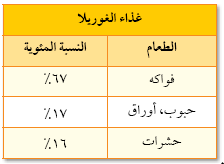 غذاء الغوريلا
الطعام النسبة المئوية
فواكه ٦٧٪
حبوب، أوراق ١٧٪
حشرات ١٦٪